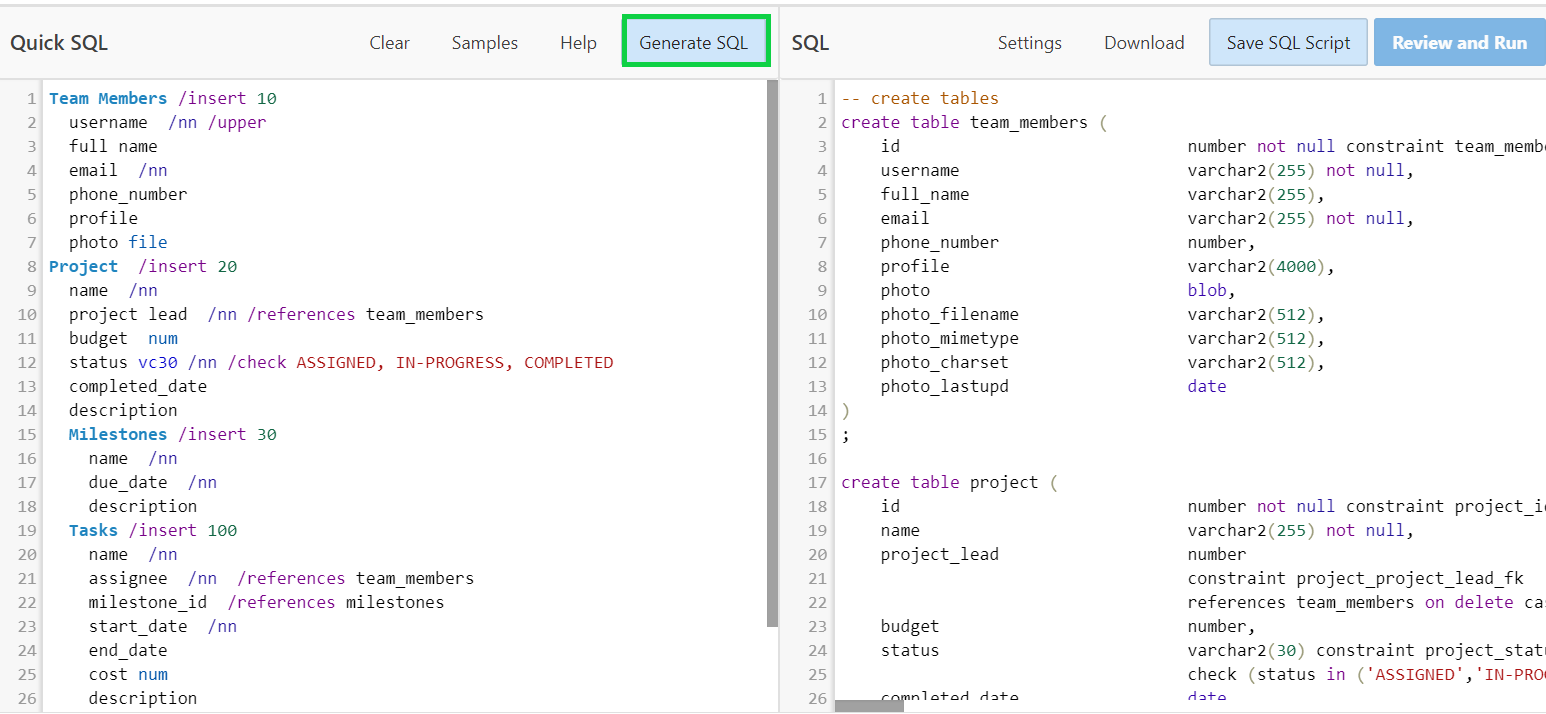 Quick SQL Clear Samples Help Generate SQL
1 Team Members /insert 10
2 username /nn /upper
3 full name
4 email /nn
5 phone_number
6 profile
7 photo file
8 Project /insert 20
9 name /nn
10 project lead /nn /references team_members
11 budget num
12 status vc30 /nn /check ASSIGNED, IN-PROGRESS, COMPLETED
13 completed_date
14 description
15 Milestones /insert 30
16 name /nn
17 due_date /nn
18 description
19 Tasks /insert 100
20 name /nn
21 assignee /nn /references team_members
22 milestone_id /references milestones
23 start_date /nn
24 end_date
25 cost num
26 description
SQL Settings Download Save SQL Script Review and Run
1 -- create tables
2 create table team_members (
3 id number not null constraint team_membe
4 username varchar2(255) not null,
5 full_name varchar2(255),
6 email varchar2(255) not null,
7 phone_number number,
8 profile varchar2(4000),
9 photo blob,
10 photo_filename varchar2(512),
11 photo_mimetype varchar2(512),
12 photo_charset varchar2(512),
13 photo_lastupd date
14 )
15 ;
16
17 create table project (
18 id number not null constraint project_i
19 name varchar2(255) not null,
20 project_lead number
21 constraint project_project_lead_fk
22 references team_members on delete ca
23 budget number,
24 status varchar2(30) constraint project_stat
25 check (status in ('ASSIGNED','IN-PRO
26 completed_date date